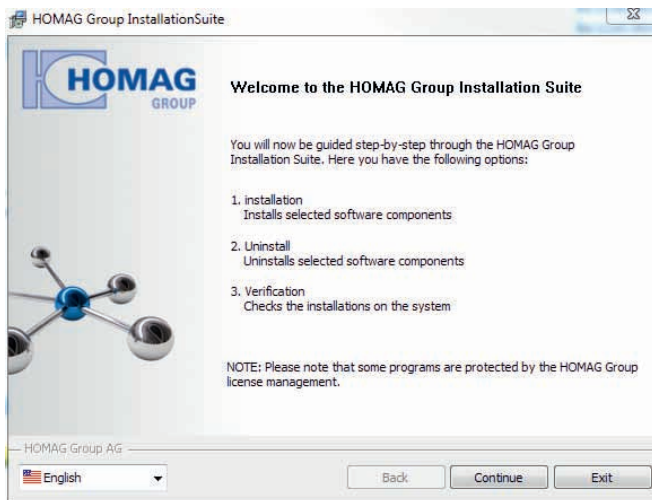 HOMAG Group InstallationSuite
HOMAG
GROUP
Welcome to the HOMAG Group Installation Suite
You will now be guided step-by-step through the HOMAG Group
Installation Suite. Here you have the following options:
1. installation
Installs selected software components
2. Uninstall
Uninstalls selected software components
3. Verification
Checks the installations on the system
NOTE: Please note that some programs are protected by the HOMAG Group
license management.
HOMAG Group AG
English
Back
Continue
Exit